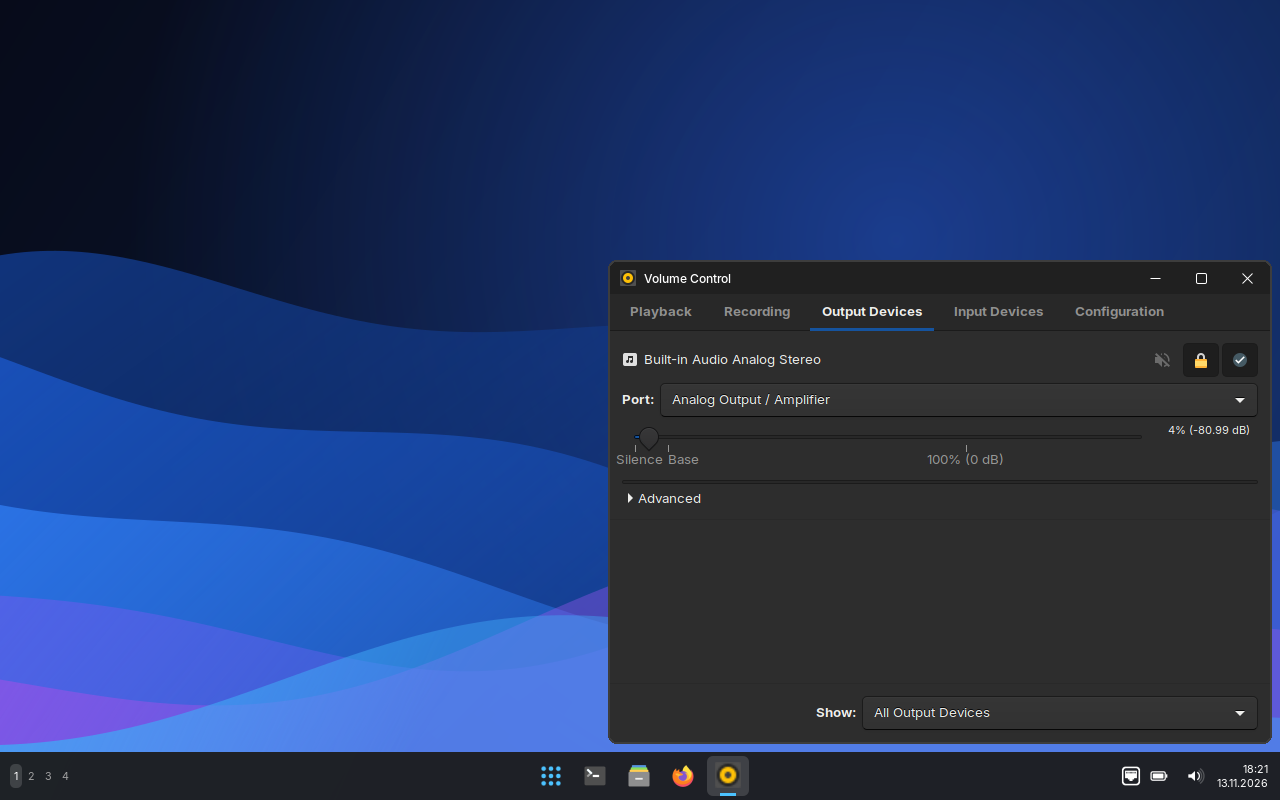 Volume Control
Playback Recording Output Devices Input Devices Configuration
Built-in Audio Analog Stereo
Port: Analog Output / Amplifier
4% (-80.99 dB)
Silence Base 100% (0 dB)
Advanced
Show: All Output Devices
1 2 3 4
18:21
13.11.2026